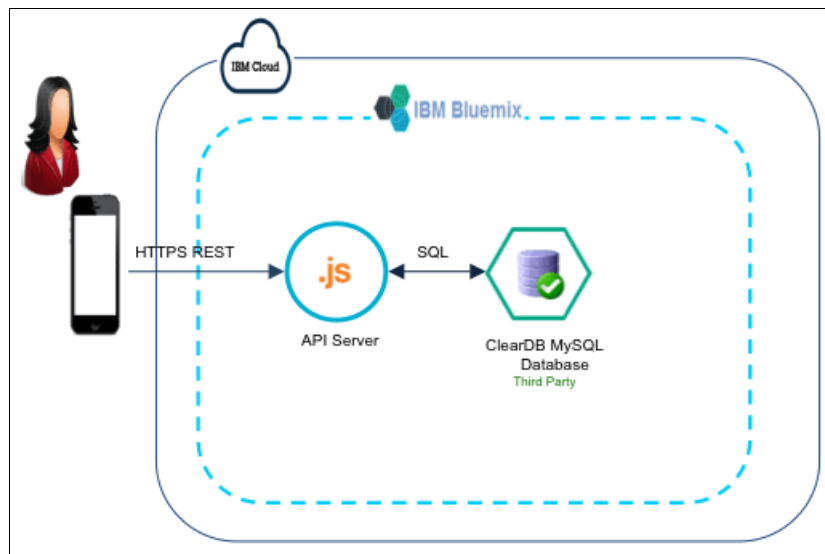 IBM Cloud
IBM Bluemix
HTTPS REST
SQL
.js
API Server
ClearDB MySQL
Database
Third Party